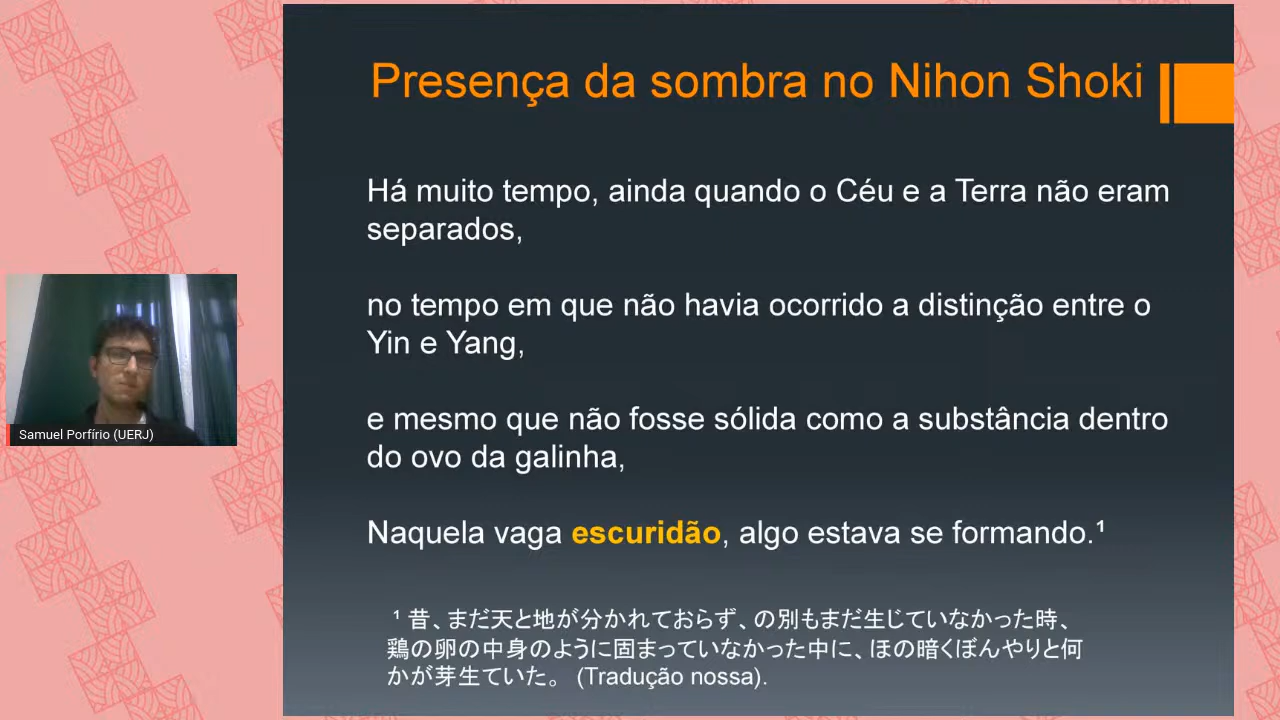 Presença da sombra no Nihon Shoki
Há muito tempo, ainda quando o Céu e a Terra não eram
separados,
no tempo em que não havia ocorrido a distinção entre o
Yin e Yang,
e mesmo que não fosse sólida como a substância dentro
do ovo da galinha,
Naquela vaga escuridão, algo estava se formando.¹
¹ 昔、まだ天と地が分かれておらず、の別もまだ生じていなかった時、
鶏の卵の中身のように固まっていなかった中に、ほの暗くぼんやりと何
かが芽生ていた。 (Tradução nossa).
Samuel Porfírio (UERJ)